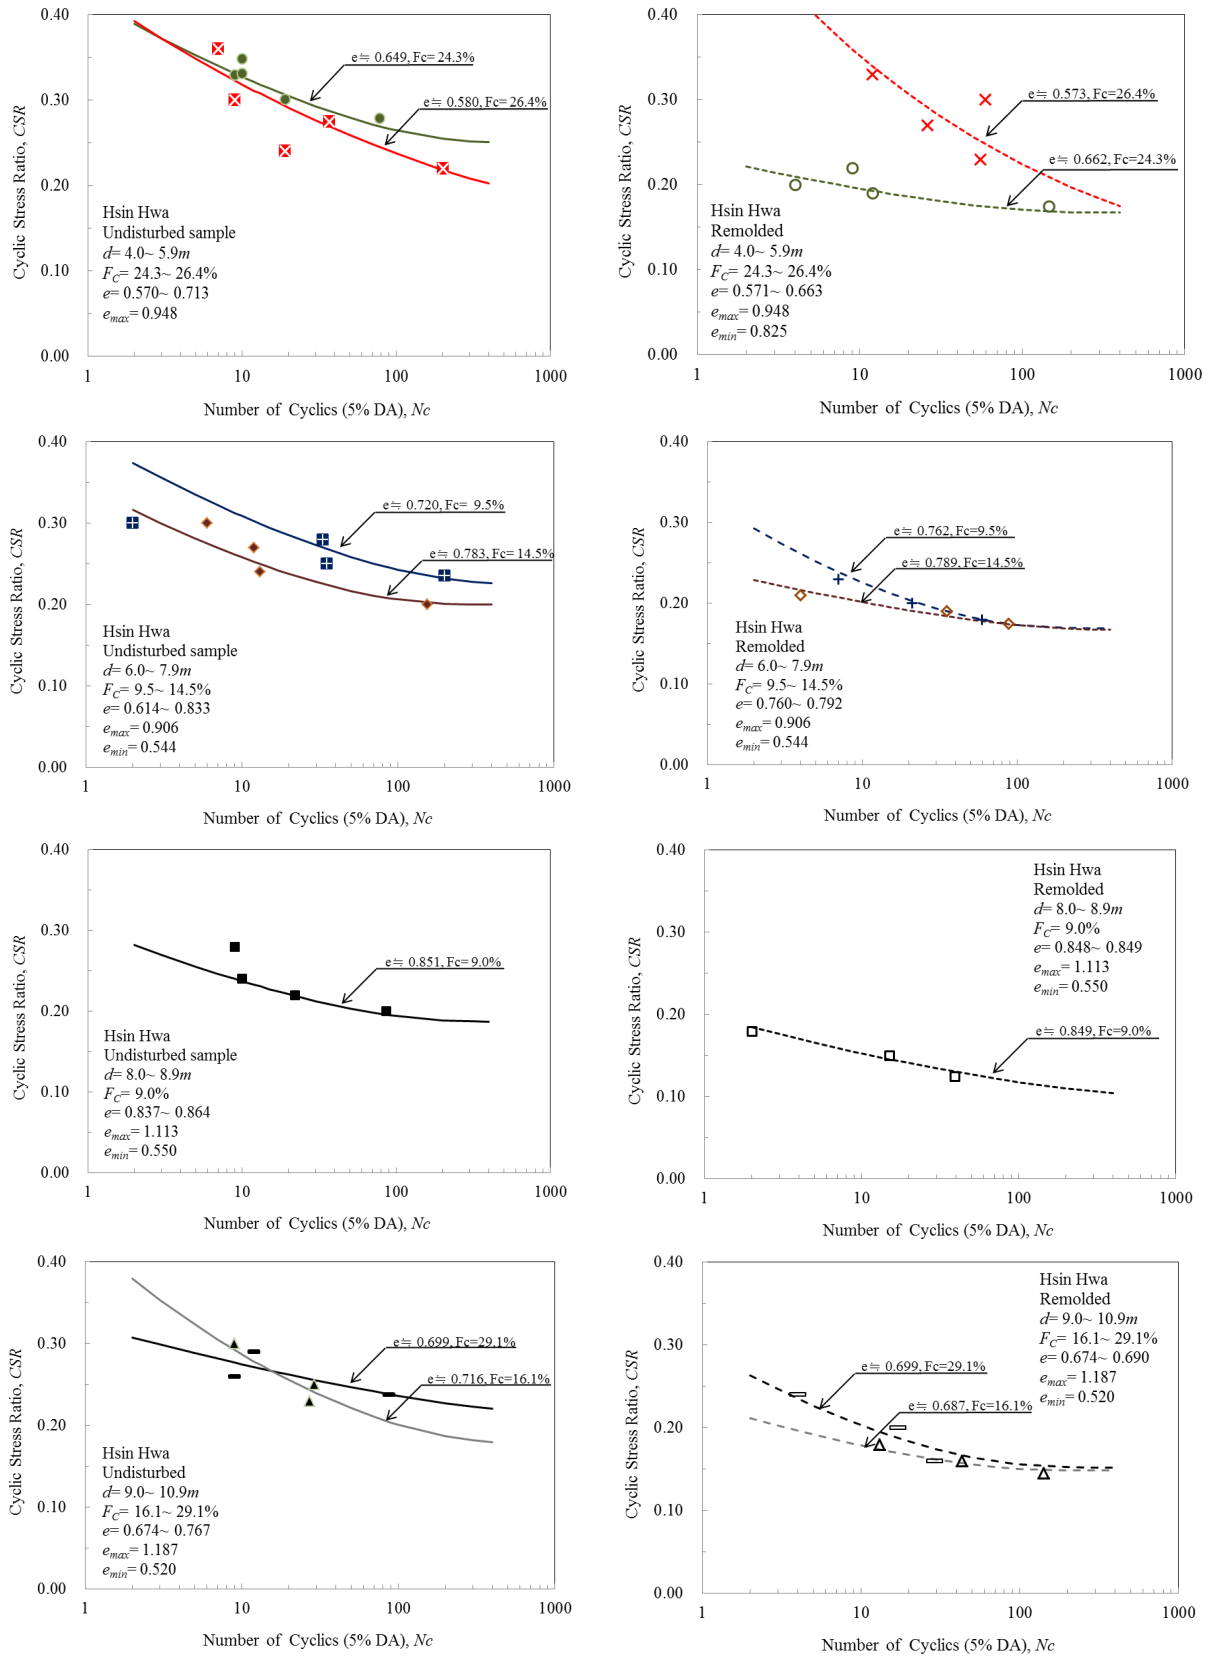 0.40
0.30
0.20
0.10
0.00
Cyclic Stress Ratio, CSR
e≒ 0.649, Fc= 24.3%
e≒ 0.580, Fc= 26.4%
Hsin Hwa
Undisturbed sample
d= 4.0~ 5.9m
FC= 24.3~ 26.4%
e= 0.570~ 0.713
emax= 0.948
1 10 100 1000
Number of Cyclics (5% DA), Nc
0.40
0.30
0.20
0.10
0.00
Cyclic Stress Ratio, CSR
e≒ 0.573, Fc=26.4%
e≒ 0.662, Fc=24.3%
Hsin Hwa
Remolded
d= 4.0~ 5.9m
FC= 24.3~ 26.4%
e= 0.571~ 0.663
emax= 0.948
emin= 0.825
1 10 100 1000
Number of Cyclics (5% DA), Nc
0.40
0.30
0.20
0.10
0.00
Cyclic Stress Ratio, CSR
e≒ 0.720, Fc= 9.5%
e≒ 0.783, Fc= 14.5%
Hsin Hwa
Undisturbed sample
d= 6.0~ 7.9m
FC= 9.5~ 14.5%
e= 0.614~ 0.833
emax= 0.906
emin= 0.544
1 10 100 1000
Number of Cyclics (5% DA), Nc
0.40
0.30
0.20
0.10
0.00
Cyclic Stress Ratio, CSR
e≒ 0.762, Fc=9.5%
e≒ 0.789, Fc=14.5%
Hsin Hwa
Remolded
d= 6.0~ 7.9m
FC= 9.5~ 14.5%
e= 0.760~ 0.792
emax= 0.906
emin= 0.544
1 10 100 1000
Number of Cyclics (5% DA), Nc
0.40
0.30
0.20
0.10
0.00
Cyclic Stress Ratio, CSR
e≒ 0.851, Fc= 9.0%
Hsin Hwa
Undisturbed sample
d= 8.0~ 8.9m
FC= 9.0%
e= 0.837~ 0.864
emax= 1.113
emin= 0.550
1 10 100 1000
Number of Cyclics (5% DA), Nc
0.40
0.30
0.20
0.10
0.00
Cyclic Stress Ratio, CSR
Hsin Hwa
Remolded
d= 8.0~ 8.9m
FC= 9.0%
e= 0.848~ 0.849
emax= 1.113
emin= 0.550
e≒ 0.849, Fc=9.0%
1 10 100 1000
Number of Cyclics (5% DA), Nc
0.40
0.30
0.20
0.10
0.00
Cyclic Stress Ratio, CSR
e≒ 0.699, Fc=29.1%
e≒ 0.716, Fc=16.1%
Hsin Hwa
Undisturbed
d= 9.0~ 10.9m
FC= 16.1~ 29.1%
e= 0.674~ 0.767
emax= 1.187
emin= 0.520
1 10 100 1000
Number of Cyclics (5% DA), Nc
0.40
0.30
0.20
0.10
0.00
Cyclic Stress Ratio, CSR
Hsin Hwa
Remolded
d= 9.0~ 10.9m
FC= 16.1~ 29.1%
e= 0.674~ 0.690
emax= 1.187
emin= 0.520
e≒ 0.699, Fc=29.1%
e≒ 0.687, Fc=16.1%
1 10 100 1000
Number of Cyclics (5% DA), Nc